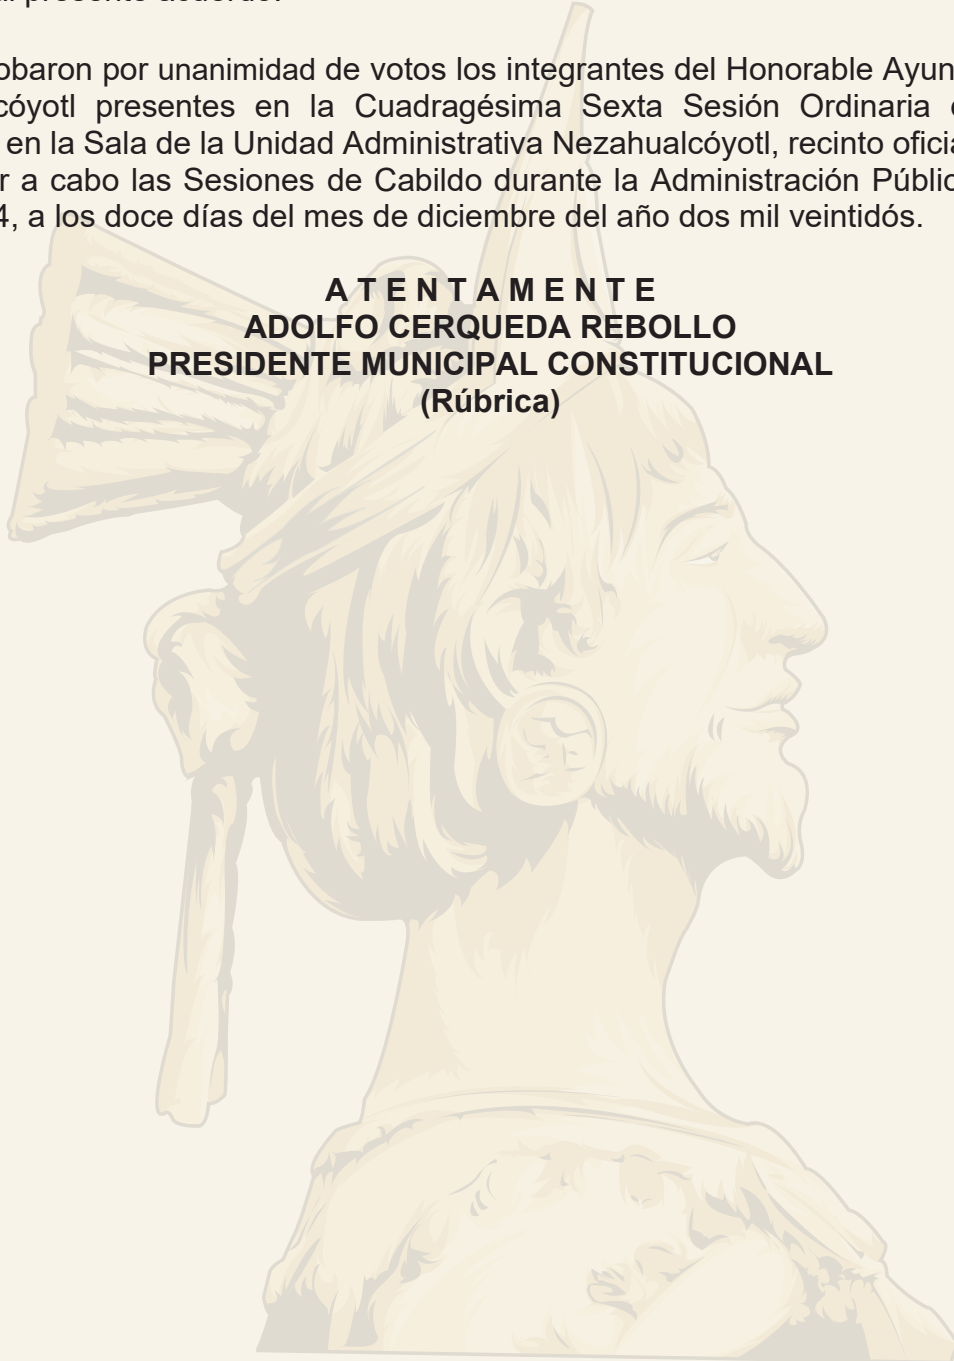 presente acuerdo.
obaron por unanimidad de votos los integrantes del Honorable Ayun
cóyotl presentes en la Cuadragésima Sexta Sesión Ordinaria
en la Sala de la Unidad Administrativa Nezahualcóyotl, recinto oficia
r a cabo las Sesiones de Cabildo durante la Administración Públic
4, a los doce días del mes de diciembre del año dos mil veintidós.
A T E N T A M E N T E
ADOLFO CERQUEDA REBOLLO
PRESIDENTE MUNICIPAL CONSTITUCIONAL
(Rúbrica)